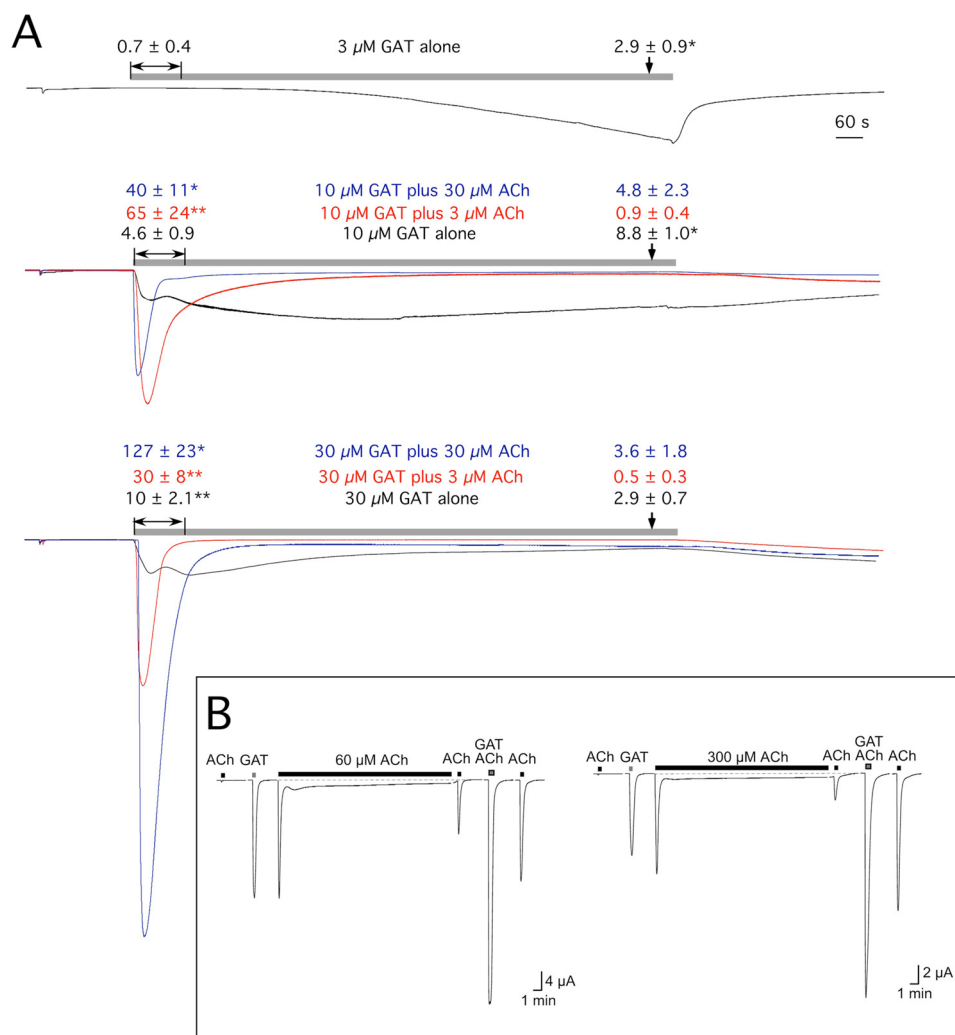 A
0.7 ± 0.4 3 µM GAT alone 2.9 ± 0.9*
60 s
40 ± 11* 10 µM GAT plus 30 µM ACh 4.8 ± 2.3
65 ± 24** 10 µM GAT plus 3 µM ACh 0.9 ± 0.4
4.6 ± 0.9 10 µM GAT alone 8.8 ± 1.0*
127 ± 23* 30 µM GAT plus 30 µM ACh 3.6 ± 1.8
30 ± 8** 30 µM GAT plus 3 µM ACh 0.5 ± 0.3
10 ± 2.1** 30 µM GAT alone 2.9 ± 0.7
B
GAT GAT
ACh GAT 60 µM ACh ACh ACh ACh ACh GAT 300 µM ACh ACh ACh ACh
4 µA 2 µA
1 min 1 min